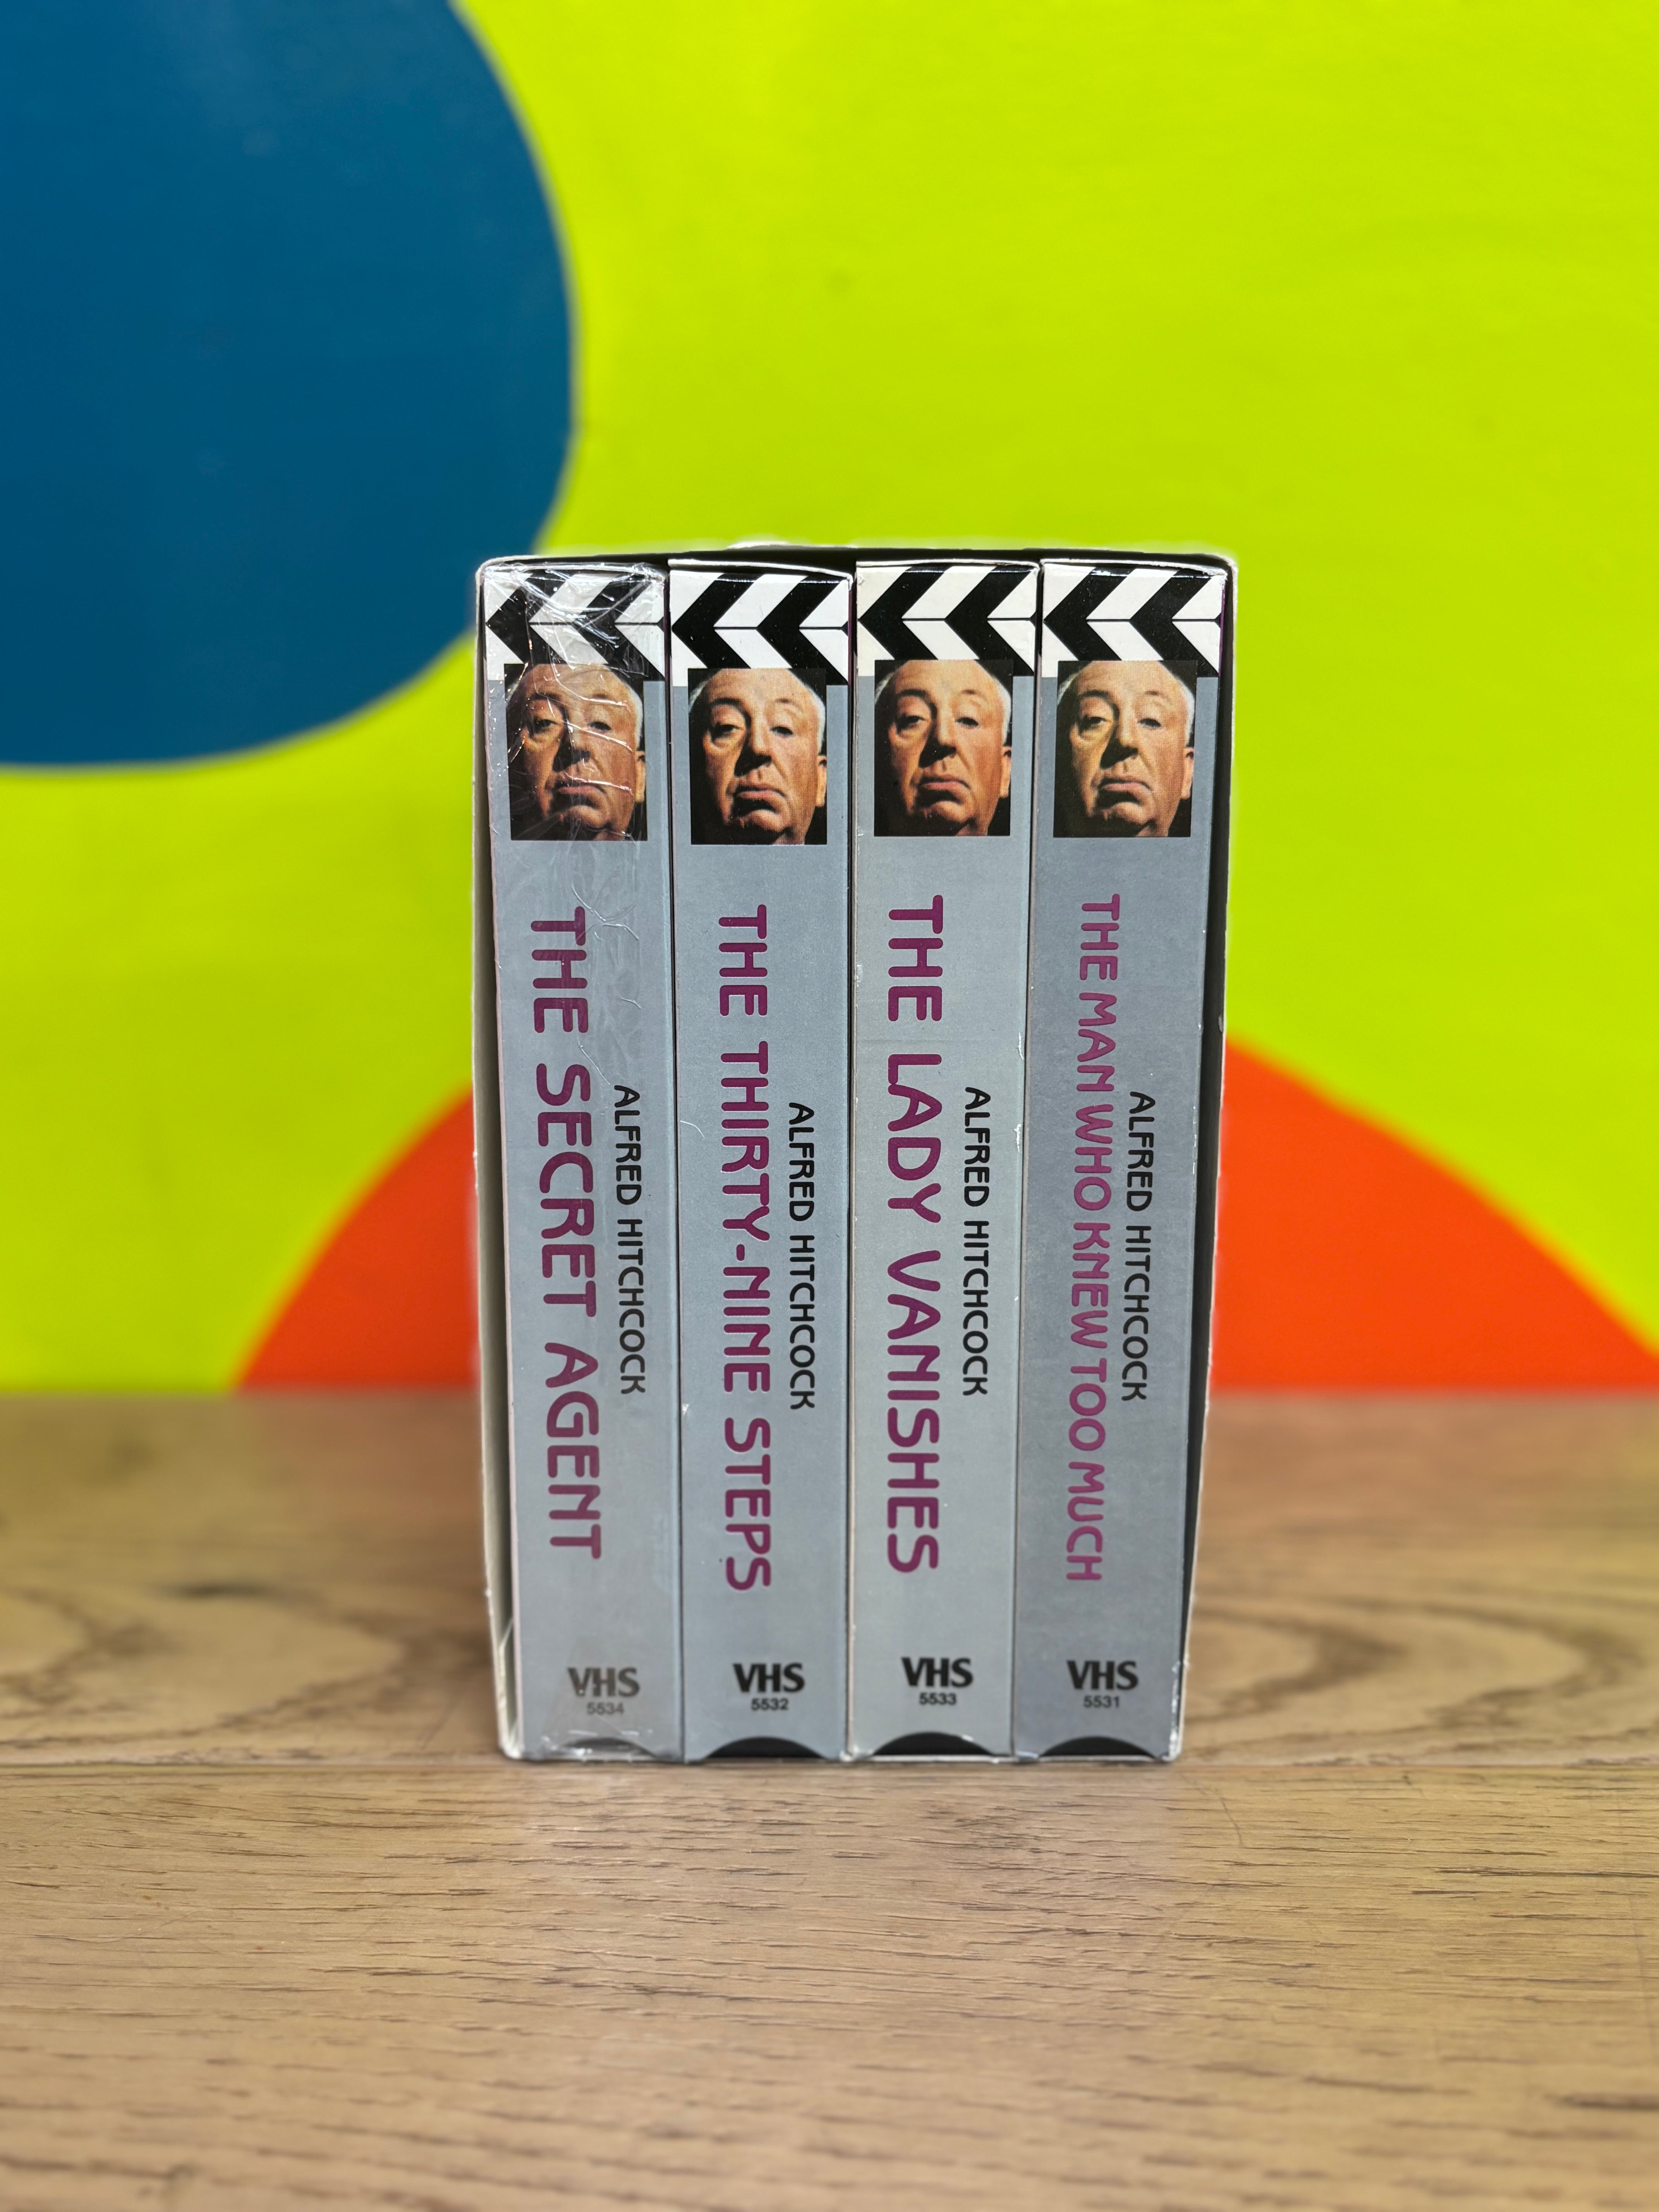 THE SECRET AGENT
ALFRED HITCHCOCK
VHS
5534
THE THIRTY-NINE STEPS
ALFRED HITCHCOCK
VHS
5532
THE LADY VANISHES
ALFRED HITCHCOCK
VHS
5533
THE MAN WHO KNEW TOO MUCH
ALFRED HITCHCOCK
VHS
5531